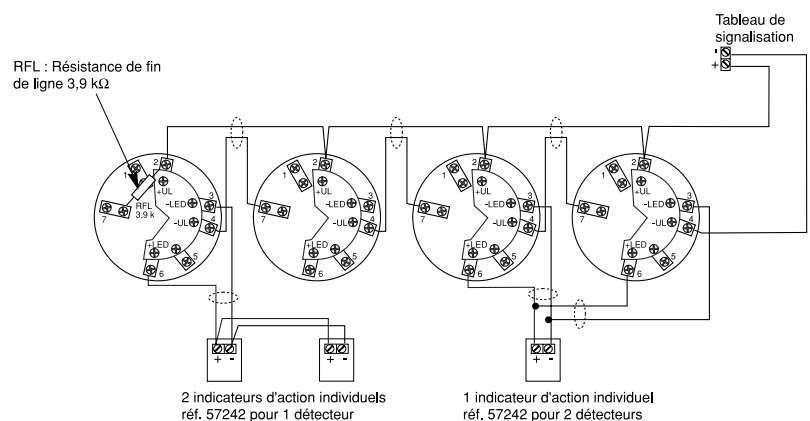 Tableau de
signalisation
-
+
RFL : Résistance de fin
de ligne 3,9 kΩ
1
2
+UL
RFL
3,9 k
-LED
3
-UL
4
7
+LED
5
6
1
2
+UL
-LED
3
-UL
4
7
+LED
5
6
1
2
+UL
-LED
3
-UL
4
7
+LED
5
6
1
2
+UL
-LED
3
-UL
4
7
+LED
5
6
+ -
+ -
+ -
2 indicateurs d'action individuels
réf. 57242 pour 1 détecteur
1 indicateur d'action individuel
réf. 57242 pour 2 détecteurs